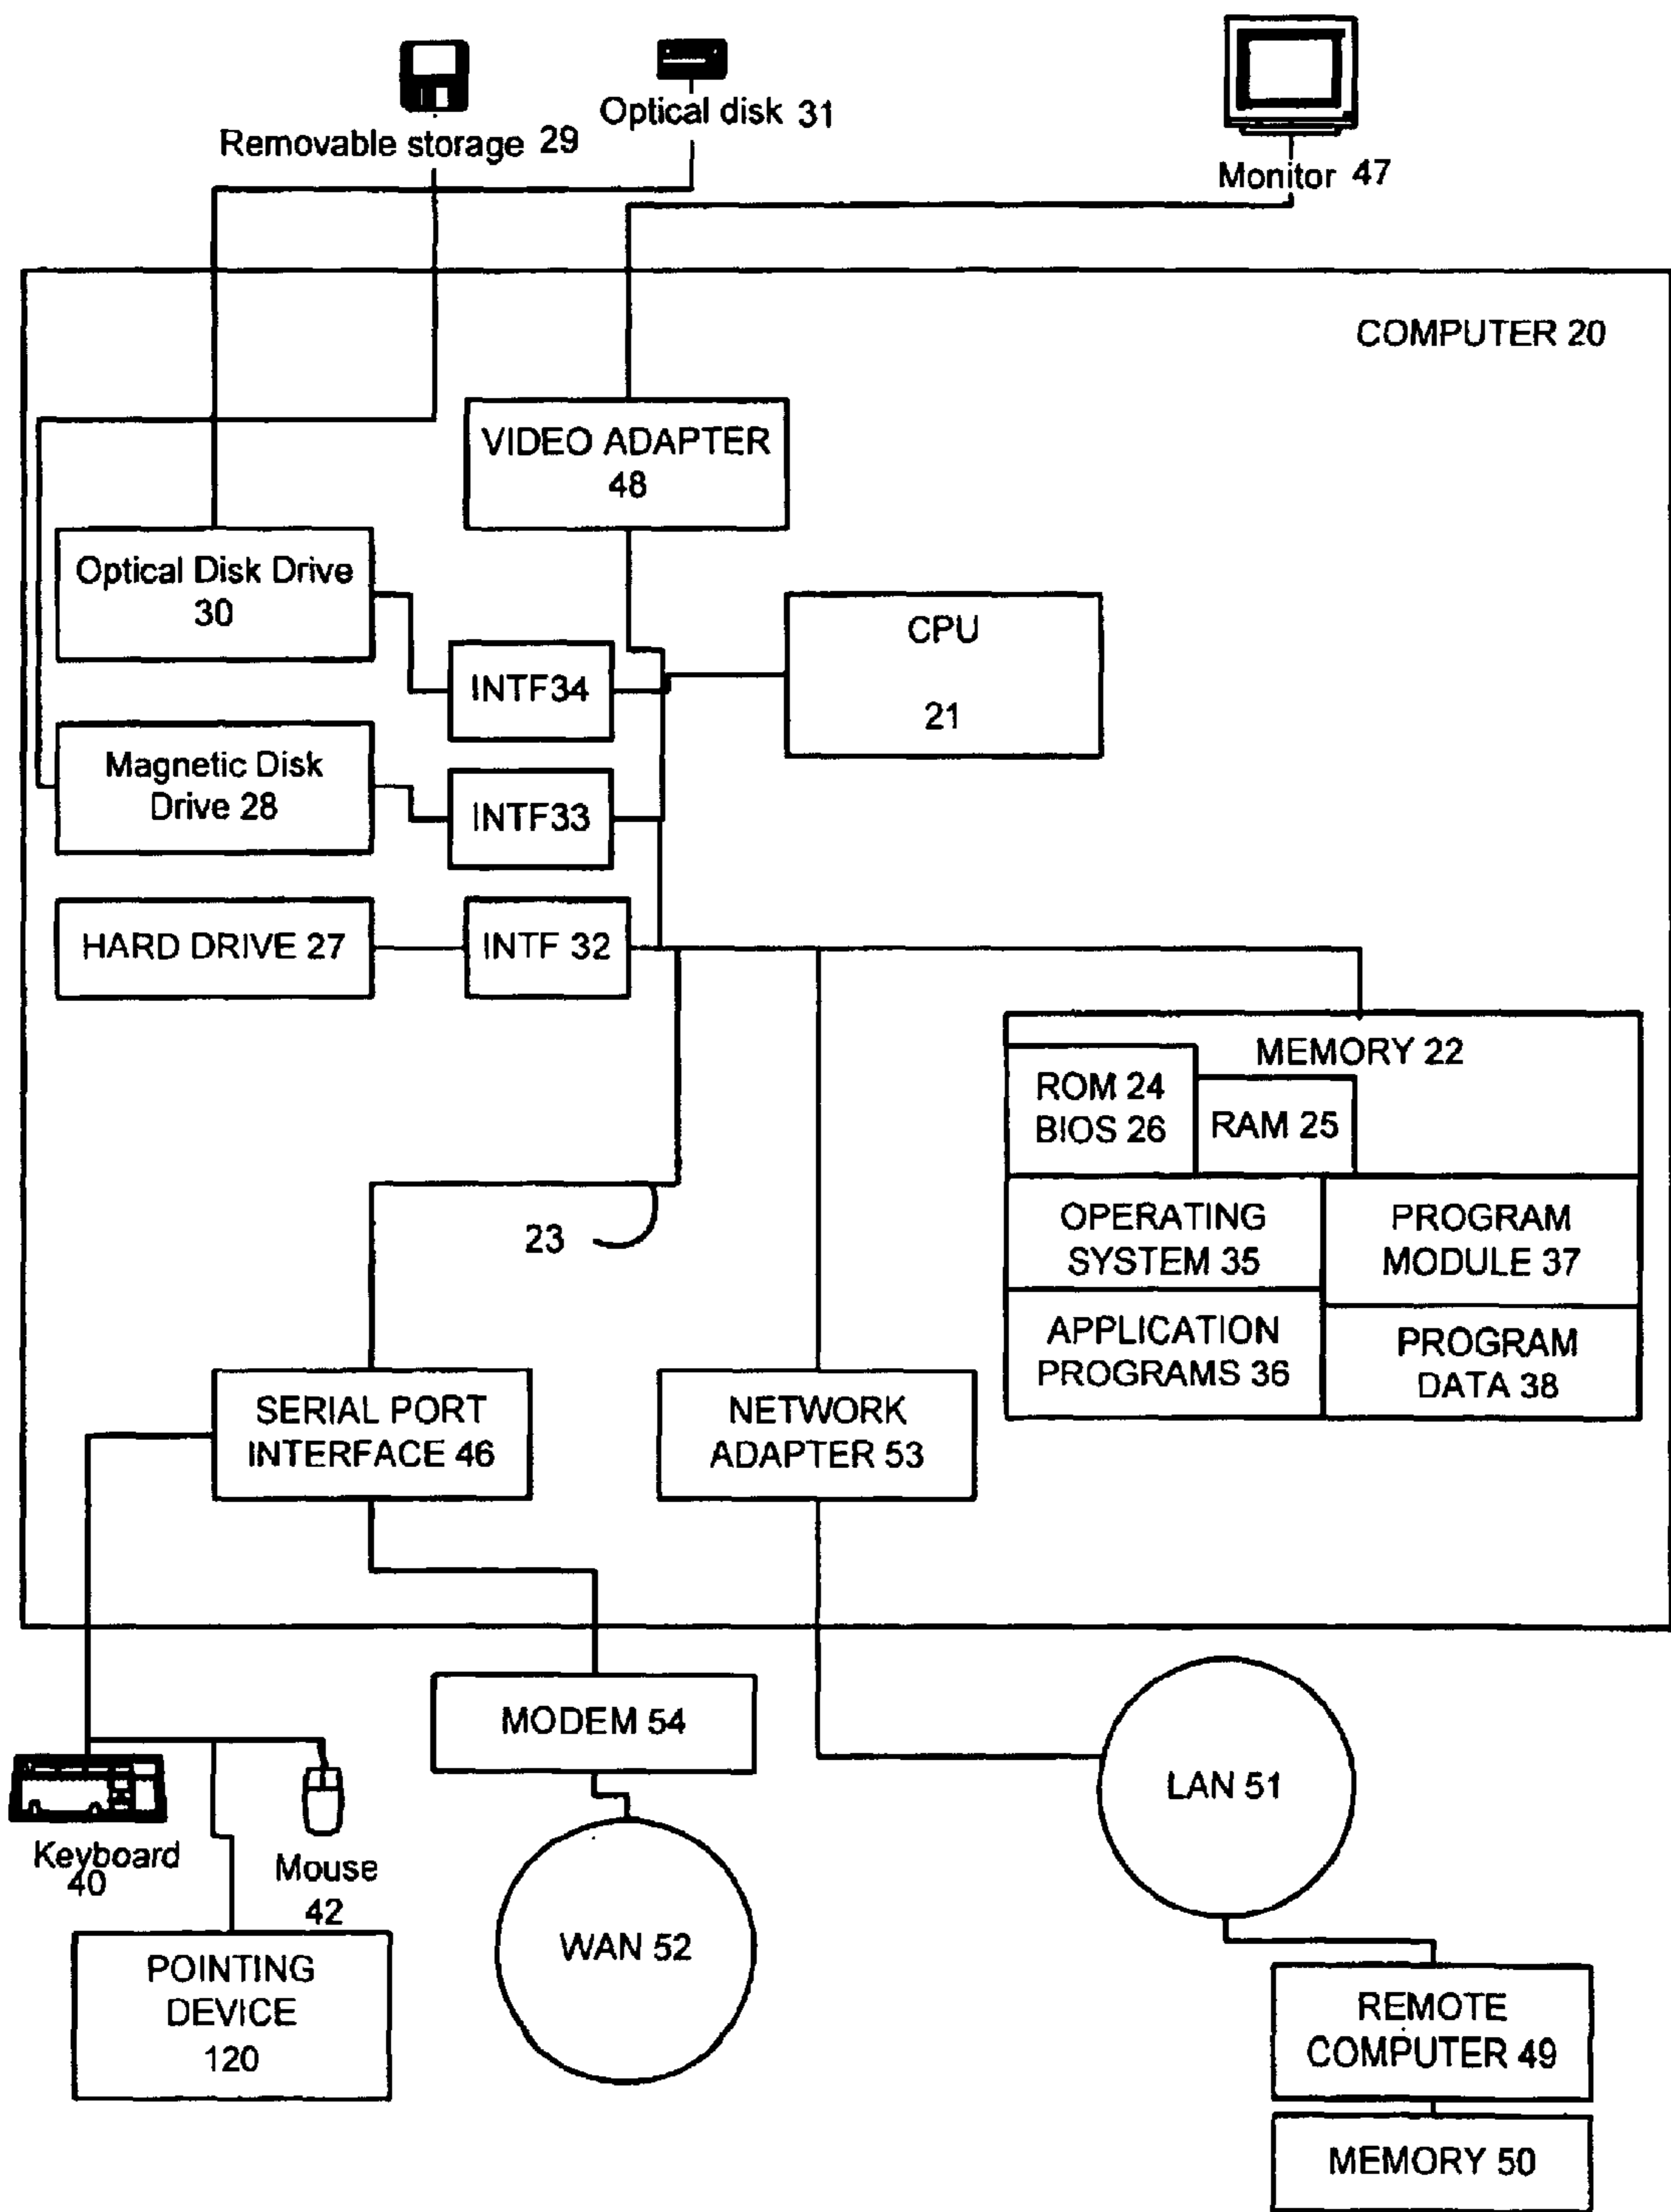 Optical disk 31
Removable storage 29
Monitor 47
COMPUTER 20
VIDEO ADAPTER
48
Optical Disk Drive
30
CPU
21
INTF34
Magnetic Disk
Drive 28
INTF33
HARD DRIVE 27
INTF 32
MEMORY 22
ROM 24
BIOS 26
RAM 25
OPERATING
SYSTEM 35
PROGRAM
MODULE 37
APPLICATION
PROGRAMS 36
PROGRAM
DATA 38
23
SERIAL PORT
INTERFACE 46
NETWORK
ADAPTER 53
MODEM 54
LAN 51
Keyboard
40
Mouse
42
WAN 52
POINTING
DEVICE
120
REMOTE
COMPUTER 49
MEMORY 50